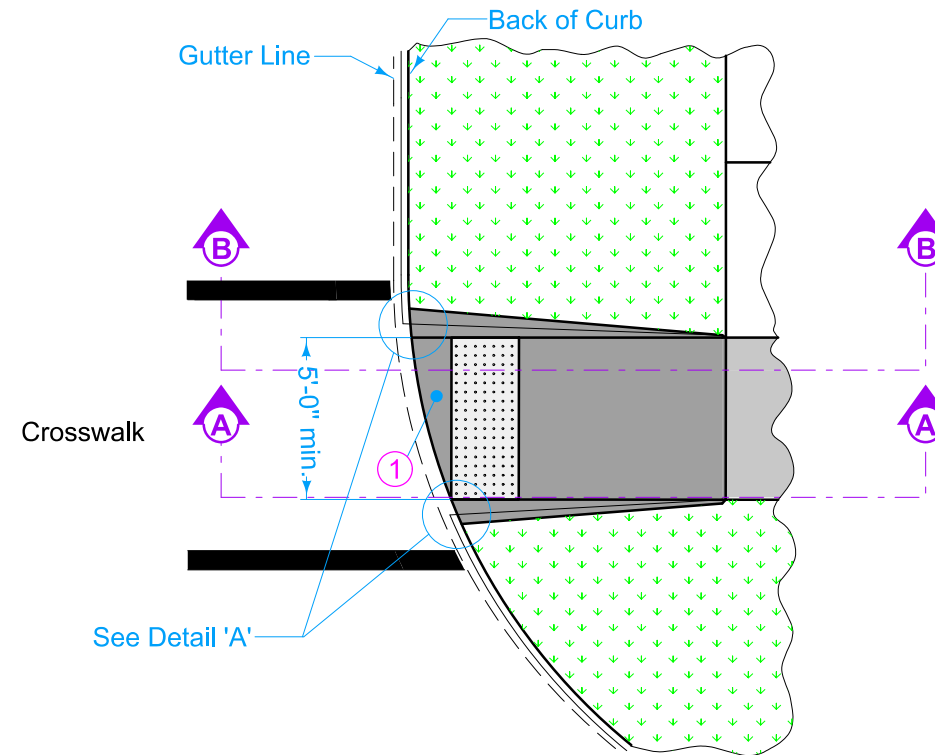 Back of Curb
Gutter Line
B
B
5'-0" min.
A
A
Crosswalk
1
See Detail 'A'